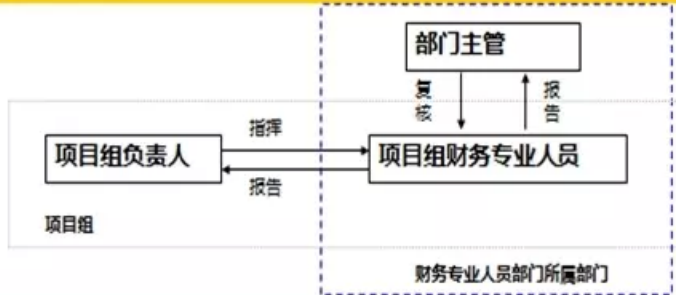 部门主管
复核
报告
指挥
项目组负责人
项目组财务专业人员
报告
项目组
财务专业人员部门所属部门